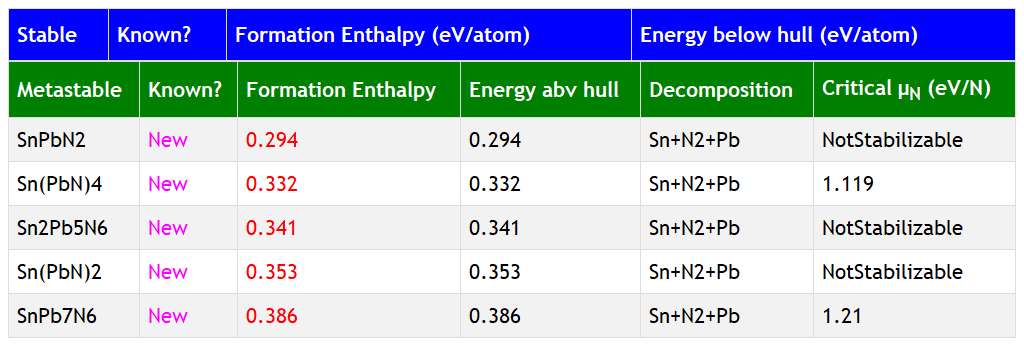 Stable Known? Formation Enthalpy (eV/atom) Energy below hull (eV/atom)
Metastable Known? Formation Enthalpy Energy abv hull Decomposition Critical μN (eV/N)
SnPbN2 New 0.294 0.294 Sn+N2+Pb NotStabilizable
Sn(PbN)4 New 0.332 0.332 Sn+N2+Pb 1.119
Sn2Pb5N6 New 0.341 0.341 Sn+N2+Pb NotStabilizable
Sn(PbN)2 New 0.353 0.353 Sn+N2+Pb NotStabilizable
SnPb7N6 New 0.386 0.386 Sn+N2+Pb 1.21